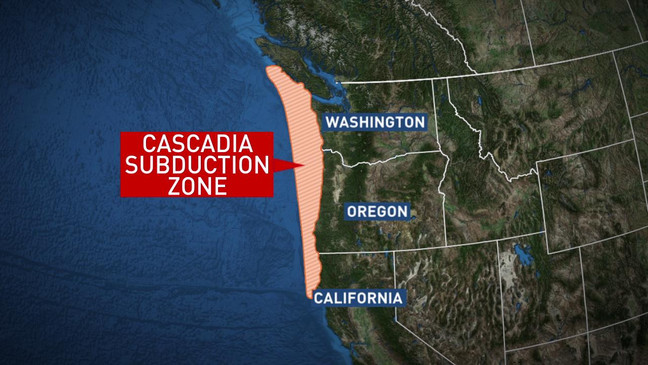 CASCADIA
SUBDUCTION
ZONE
WASHINGTON
OREGON
CALIFORNIA